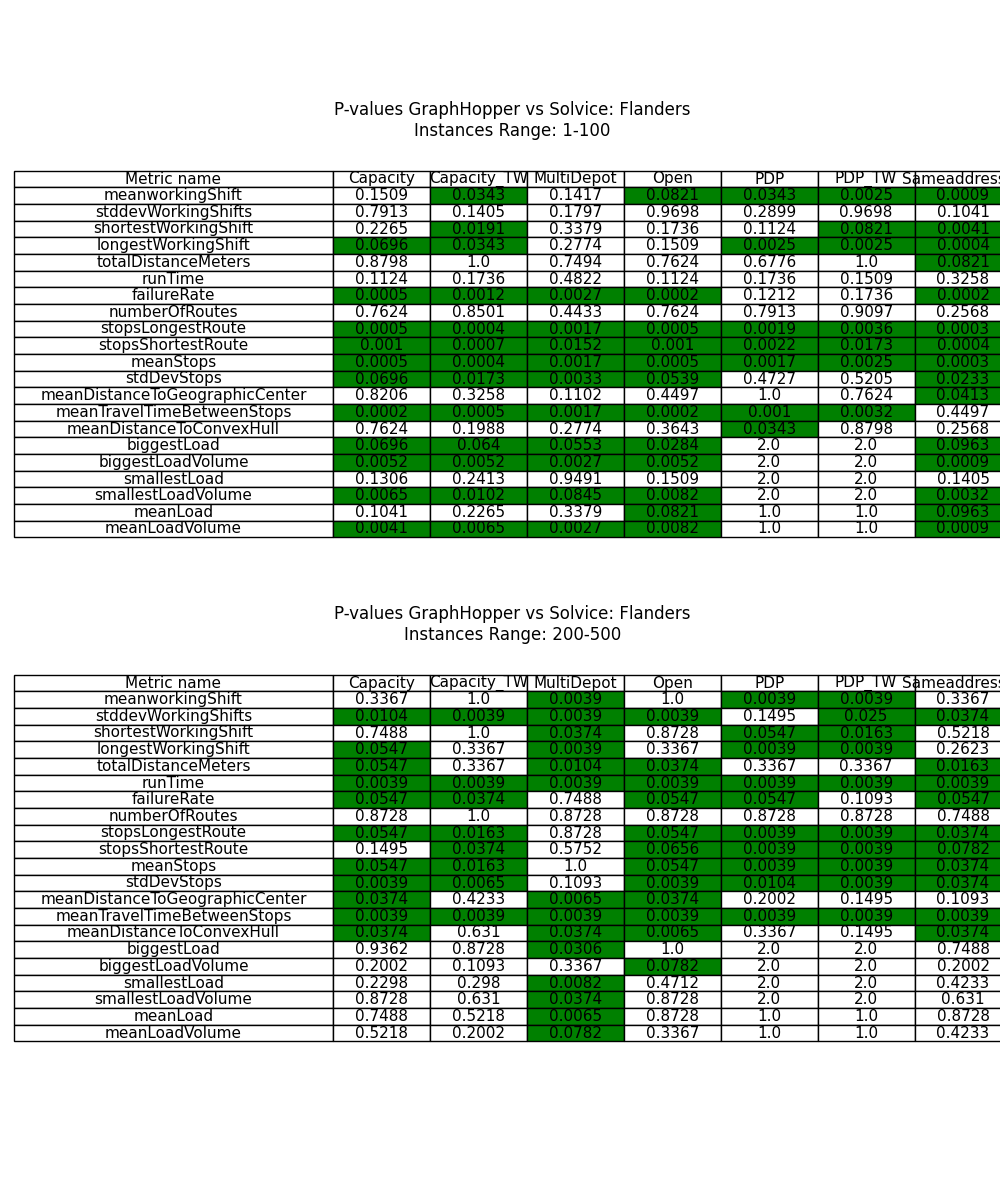 P-values GraphHopper vs Solvice: Flanders
Instances Range: 1-100
Metric name Capacity Capacity_TW MultiDepot Open PDP PDP_TW Sameaddress
meanworkingShift 0.1509 0.0343 0.1417 0.0821 0.0343 0.0025 0.0009
stddevWorkingShifts 0.7913 0.1405 0.1797 0.9698 0.2899 0.9698 0.1041
shortestWorkingShift 0.2265 0.0191 0.3379 0.1736 0.1124 0.0821 0.0041
longestWorkingShift 0.0696 0.0343 0.2774 0.1509 0.0025 0.0025 0.0004
totalDistanceMeters 0.8798 1.0 0.7494 0.7624 0.6776 1.0 0.0821
runTime 0.1124 0.1736 0.4822 0.1124 0.1736 0.1509 0.3258
failureRate 0.0005 0.0012 0.0027 0.0002 0.1212 0.1736 0.0002
numberOfRoutes 0.7624 0.8501 0.4433 0.7624 0.7913 0.9097 0.2568
stopsLongestRoute 0.0005 0.0004 0.0017 0.0005 0.0019 0.0036 0.0003
stopsShortestRoute 0.001 0.0007 0.0152 0.001 0.0022 0.0173 0.0004
meanStops 0.0005 0.0004 0.0017 0.0005 0.0017 0.0025 0.0003
stdDevStops 0.0696 0.0173 0.0033 0.0539 0.4727 0.5205 0.0233
meanDistanceToGeographicCenter 0.8206 0.3258 0.1102 0.4497 1.0 0.7624 0.0413
meanTravelTimeBetweenStops 0.0002 0.0005 0.0017 0.0002 0.001 0.0032 0.4497
meanDistanceToConvexHull 0.7624 0.1988 0.2774 0.3643 0.0343 0.8798 0.2568
biggestLoad 0.0696 0.064 0.0553 0.0284 2.0 2.0 0.0963
biggestLoadVolume 0.0052 0.0052 0.0027 0.0052 2.0 2.0 0.0009
smallestLoad 0.1306 0.2413 0.9491 0.1509 2.0 2.0 0.1405
smallestLoadVolume 0.0065 0.0102 0.0845 0.0082 2.0 2.0 0.0032
meanLoad 0.1041 0.2265 0.3379 0.0821 1.0 1.0 0.0963
meanLoadVolume 0.0041 0.0065 0.0027 0.0082 1.0 1.0 0.0009
P-values GraphHopper vs Solvice: Flanders
Instances Range: 200-500
Metric name Capacity Capacity_TW MultiDepot Open PDP PDP_TW Sameaddress
meanworkingShift 0.3367 1.0 0.0039 1.0 0.0039 0.0039 0.3367
stddevWorkingShifts 0.0104 0.0039 0.0039 0.0039 0.1495 0.025 0.0374
shortestWorkingShift 0.7488 1.0 0.0374 0.8728 0.0547 0.0163 0.5218
longestWorkingShift 0.0547 0.3367 0.0039 0.3367 0.0039 0.0039 0.2623
totalDistanceMeters 0.0547 0.3367 0.0104 0.0374 0.3367 0.3367 0.0163
runTime 0.0039 0.0039 0.0039 0.0039 0.0039 0.0039 0.0039
failureRate 0.0547 0.0374 0.7488 0.0547 0.0547 0.1093 0.0547
numberOfRoutes 0.8728 1.0 0.8728 0.8728 0.8728 0.8728 0.7488
stopsLongestRoute 0.0547 0.0163 0.8728 0.0547 0.0039 0.0039 0.0374
stopsShortestRoute 0.1495 0.0374 0.5752 0.0656 0.0039 0.0039 0.0782
meanStops 0.0547 0.0163 1.0 0.0547 0.0039 0.0039 0.0374
stdDevStops 0.0039 0.0065 0.1093 0.0039 0.0104 0.0039 0.0374
meanDistanceToGeographicCenter 0.0374 0.4233 0.0065 0.0374 0.2002 0.1495 0.1093
meanTravelTimeBetweenStops 0.0039 0.0039 0.0039 0.0039 0.0039 0.0039 0.0039
meanDistanceToConvexHull 0.0374 0.631 0.0374 0.0065 0.3367 0.1495 0.0374
biggestLoad 0.9362 0.8728 0.0306 1.0 2.0 2.0 0.7488
biggestLoadVolume 0.2002 0.1093 0.3367 0.0782 2.0 2.0 0.2002
smallestLoad 0.2298 0.298 0.0082 0.4712 2.0 2.0 0.4233
smallestLoadVolume 0.8728 0.631 0.0374 0.8728 2.0 2.0 0.631
meanLoad 0.7488 0.5218 0.0065 0.8728 1.0 1.0 0.8728
meanLoadVolume 0.5218 0.2002 0.0782 0.3367 1.0 1.0 0.4233